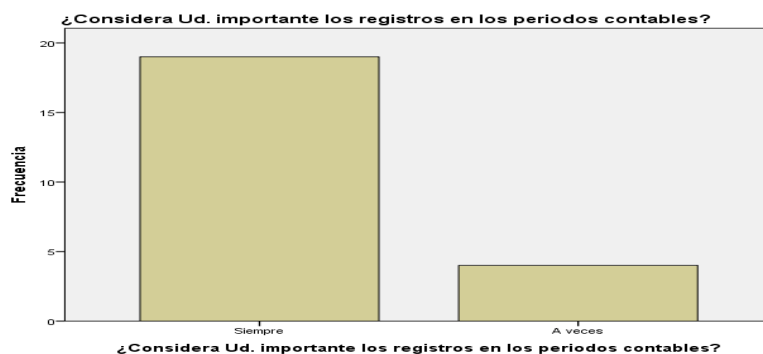 ¿Considera Ud. importante los registros en los periodos contables?
20
15
10
5
0
Frecuencia
Siempre
A veces
¿Considera Ud. importante los registros en los periodos contables?